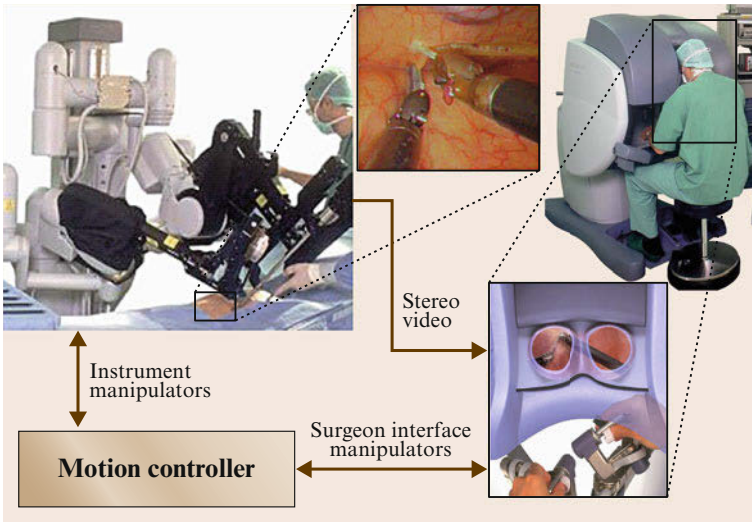 Stereo
video
Instrument
manipulators
Surgeon interface
manipulators
Motion controller